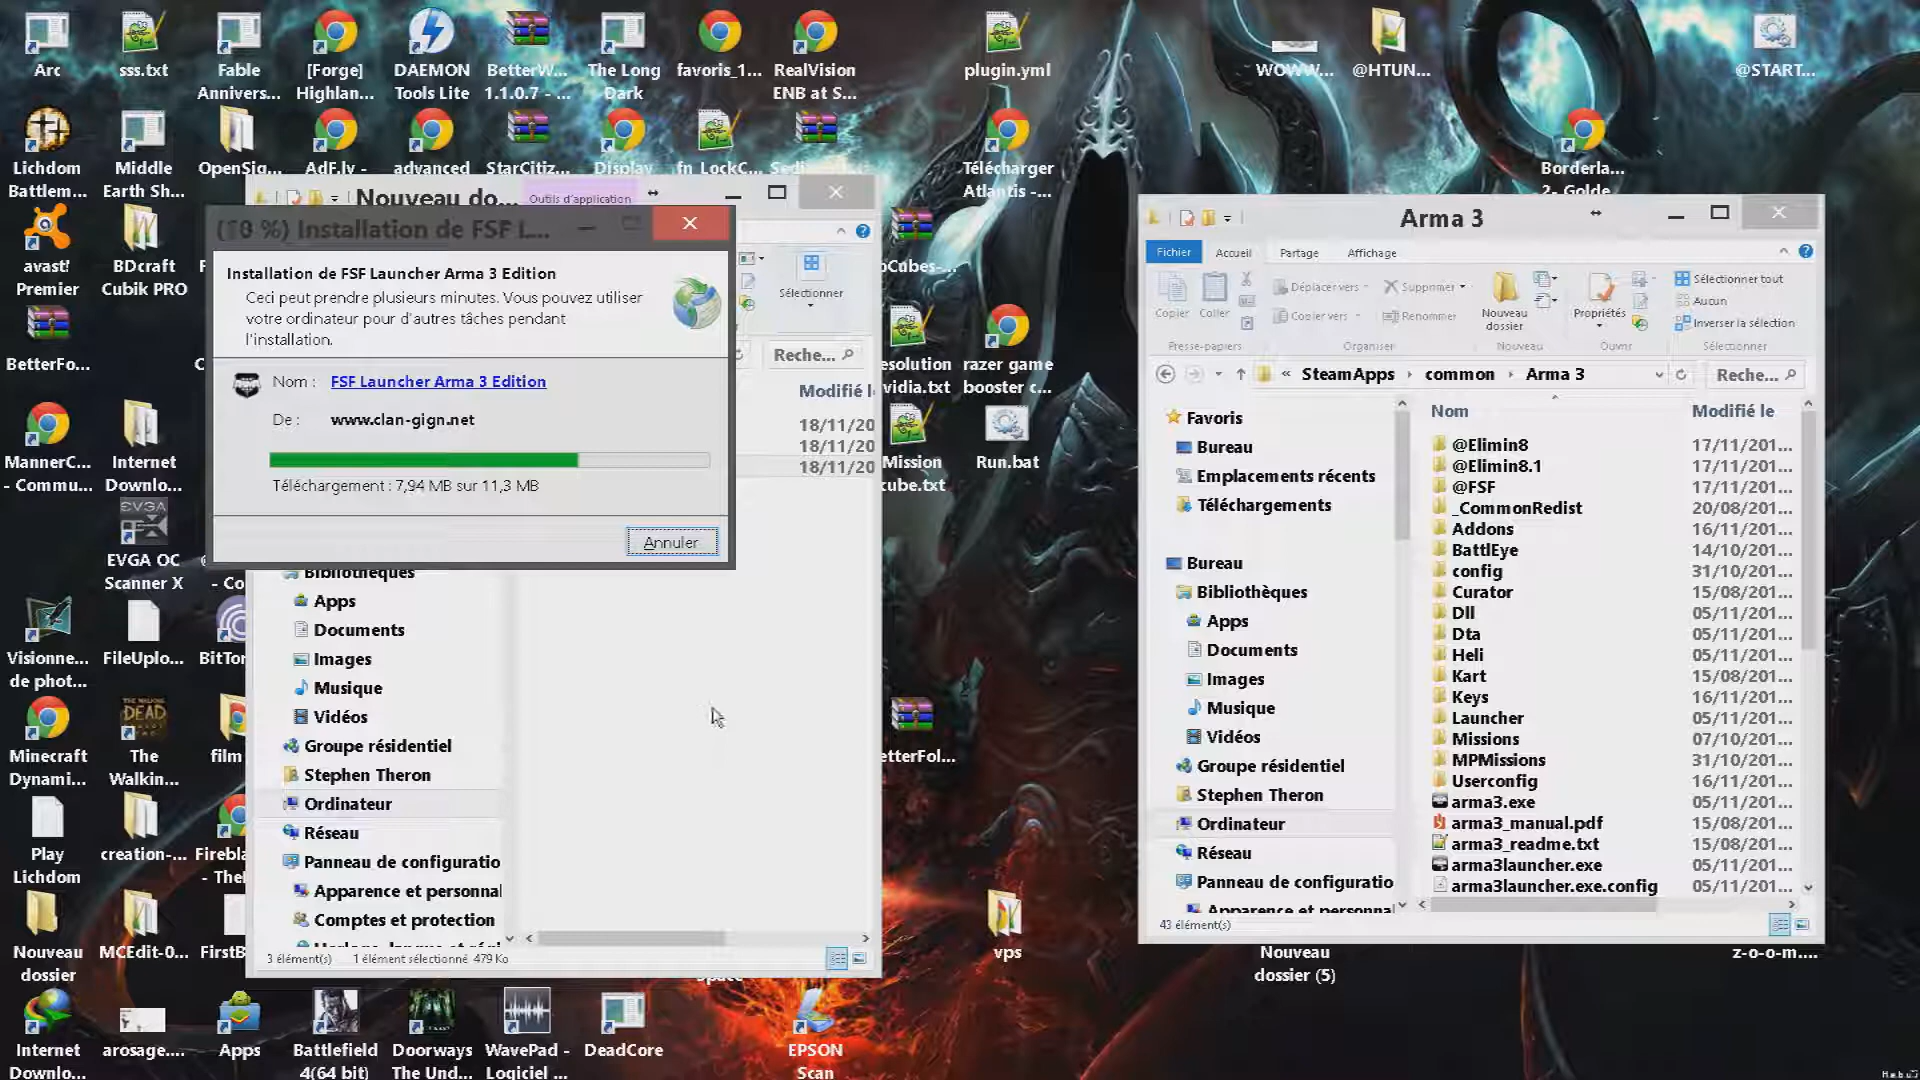 Arc
sss.txt
Fable
Annivers...
[Forge]
Highlan...
DAEMON
Tools Lite
BetterW...
1.1.0.7 - ...
The Long
Dark
favoris_1...
RealVision
ENB at S...
plugin.yml
WOWW...
@HTUN...
@START...
Lichdom
Battlem...
Middle
Earth Sh...
OpenSig...
AdF.ly -
advanced
StarCitiz...
Display
fn_LockC...
Télécharger
Atlantis -...
Borderla...
2- Golde
avast!
Premier
BDcraft
Cubik PRO
BetterFo...
MannerC...
- Commu...
Internet
Downlo...
EVGA OC
Scanner X
- Co
Visionne...
de phot...
FileUplo...
BitTor
Minecraft
Dynami...
The
Walkin...
film
Play
Lichdom
creation-...
Firebla
- The
Nouveau
dossier
MCEdit-0...
FirstB
Internet
Downlo...
arosage....
Apps
Battlefield
4(64 bit)
Doorways
The Und...
WavePad -
Logiciel ...
DeadCore
EPSON
Scan
oCubes-...
esolution
vidia.txt
razer game
booster c...
Mission
cube.txt
Run.bat
etterFol...
vps
Nouveau
dossier (5)
z-o-o-m....
Nouveau do...
Outils d'application
Sélectionner
Reche...
Modifié l
18/11/20
18/11/20
18/11/20
(10 %) Installation de FSF L...
Installation de FSF Launcher Arma 3 Edition
Ceci peut prendre plusieurs minutes. Vous pouvez utiliser
votre ordinateur pour d'autres tâches pendant
l'installation.
Nom :
FSF Launcher Arma 3 Edition
De :
www.clan-gign.net
Téléchargement : 7,94 MB sur 11,3 MB
Annuler
Bibliothèques
Apps
Documents
Images
Musique
Vidéos
Groupe résidentiel
Stephen Theron
Ordinateur
Réseau
Panneau de configuratio
Apparence et personnal
Comptes et protection
3 élément(s)
1 élément sélectionné 479 Ko
Space
Arma 3
Fichier
Accueil
Partage
Affichage
Copier
Coller
Déplacer vers
Copier vers
Supprimer
Renommer
Nouveau
dossier
Propriétés
Sélectionner tout
Aucun
Inverser la sélection
Presse-papiers
Organiser
Nouveau
Ouvrir
Sélectionner
« SteamApps › common › Arma 3
Reche...
Favoris
Bureau
Emplacements récents
Téléchargements
Bureau
Bibliothèques
Apps
Documents
Images
Musique
Vidéos
Groupe résidentiel
Stephen Theron
Ordinateur
Réseau
Panneau de configuratio
Apparence et personnal
Nom
Modifié le
@Elimin8 17/11/201...
@Elimin8.1 17/11/201...
@FSF 17/11/201...
_CommonRedist 20/08/201...
Addons 16/11/201...
BattlEye 14/10/201...
config 31/10/201...
Curator 15/08/201...
Dll 05/11/201...
Dta 05/11/201...
Heli 05/11/201...
Kart 15/08/201...
Keys 16/11/201...
Launcher 05/11/201...
Missions 07/10/201...
MPMissions 31/10/201...
Userconfig 16/11/201...
arma3.exe 05/11/201...
arma3_manual.pdf 15/08/201...
arma3_readme.txt 15/08/201...
arma3launcher.exe 05/11/201...
arma3launcher.exe.config 05/11/201...
43 élément(s)